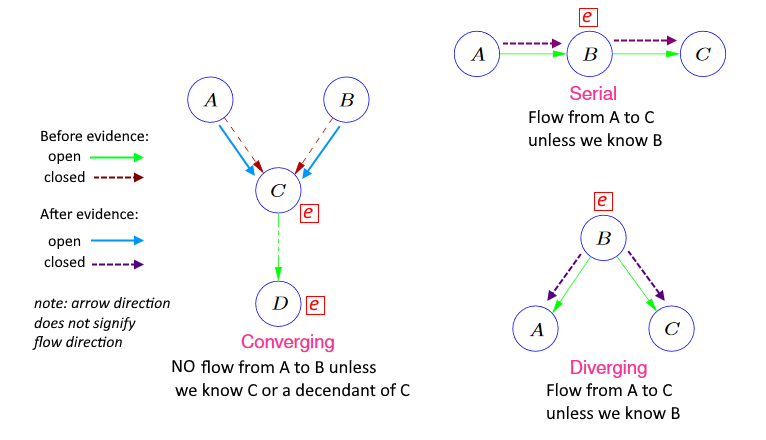 Before evidence:
open
closed
After evidence:
open
closed
note: arrow direction
does not signify
flow direction
A
B
C
e
D
e
Converging
NO flow from A to B unless
we know C or a decendant of C
e
A
B
C
Serial
Flow from A to C
unless we know B
e
B
A
C
Diverging
Flow from A to C
unless we know B